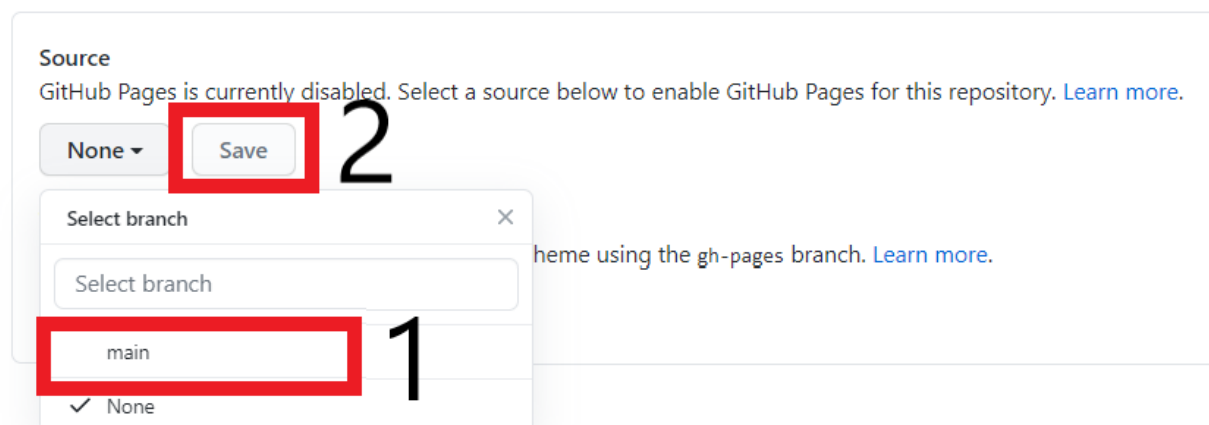 Source
GitHub Pages is currently disabled. Select a source below to enable GitHub Pages for this repository. Learn more.
None Save 2
Select branch
heme using the gh-pages branch. Learn more.
Select branch
main 1
None